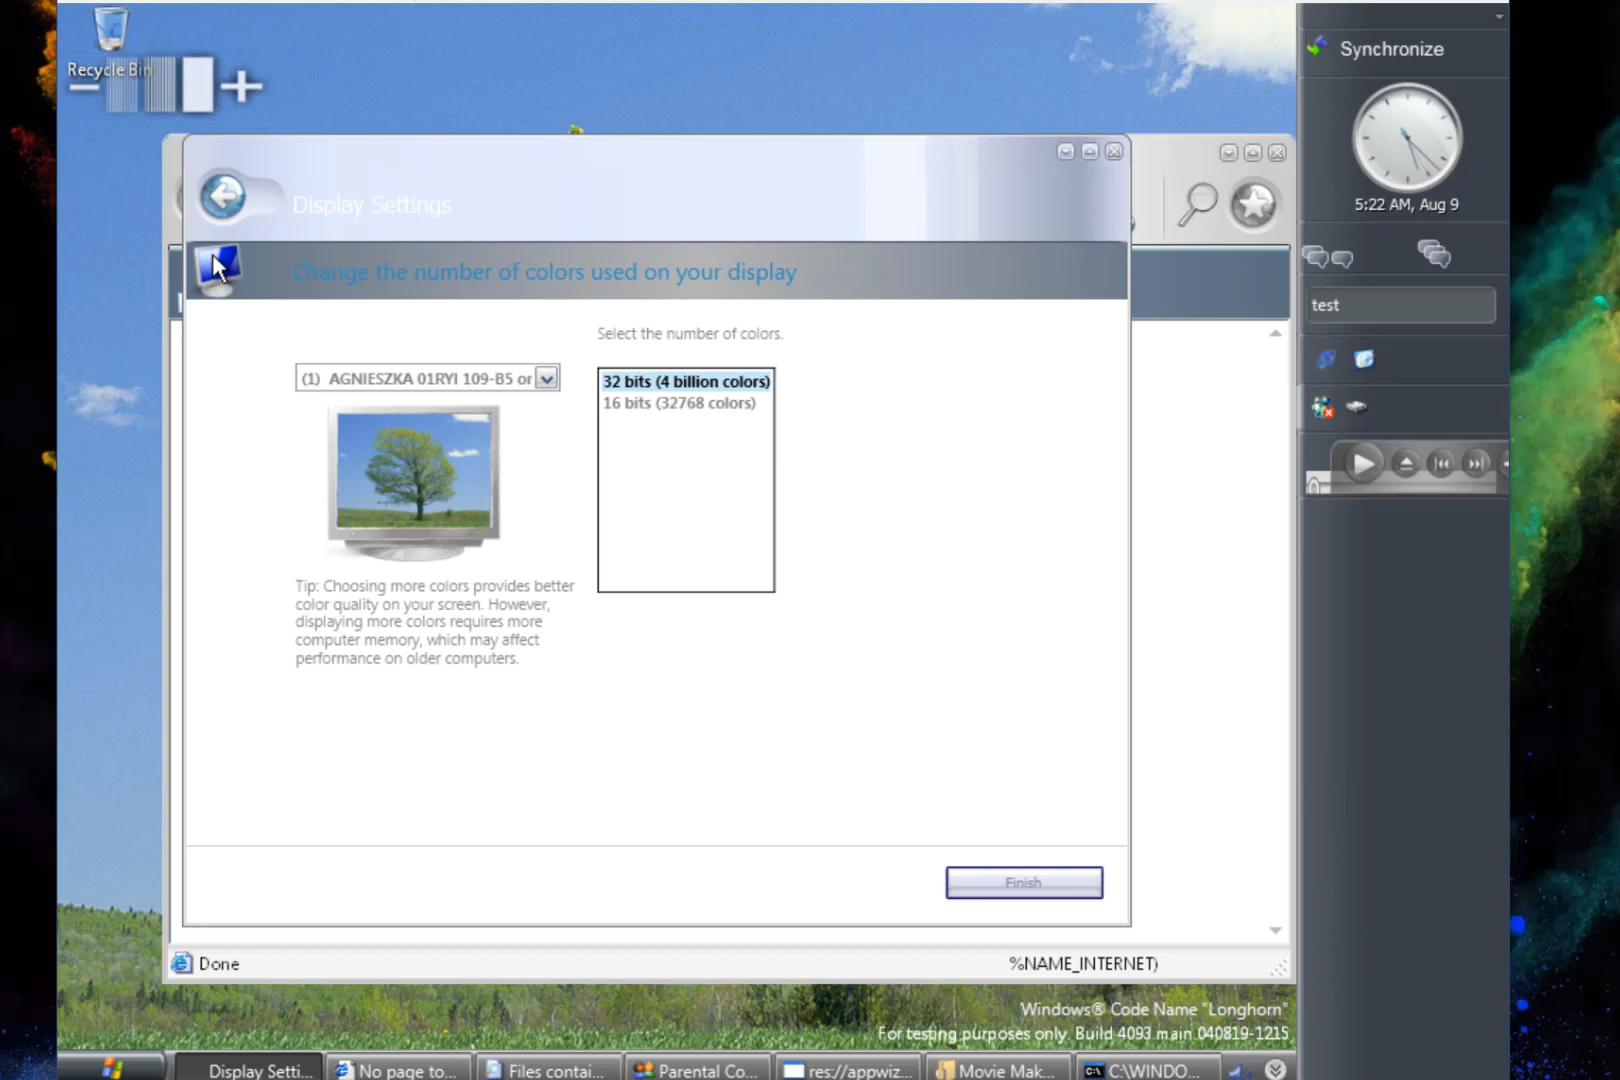 Recycle Bin
Synchronize
5:22 AM, Aug 9
test
Display Settings
Change the number of colors used on your display
Select the number of colors.
(1) AGNIESZKA 01RYI 109-B5 or
32 bits (4 billion colors)
16 bits (32768 colors)
Tip: Choosing more colors provides better
color quality on your screen. However,
displaying more colors requires more
computer memory, which may affect
performance on older computers.
Finish
Done
%NAME_INTERNET)
Windows® Code Name "Longhorn"
For testing purposes only. Build 4093.main.040819-1215
Display Setti...
No page to...
Files contai...
Parental Co...
res://appwiz...
Movie Mak...
C:\WINDO...